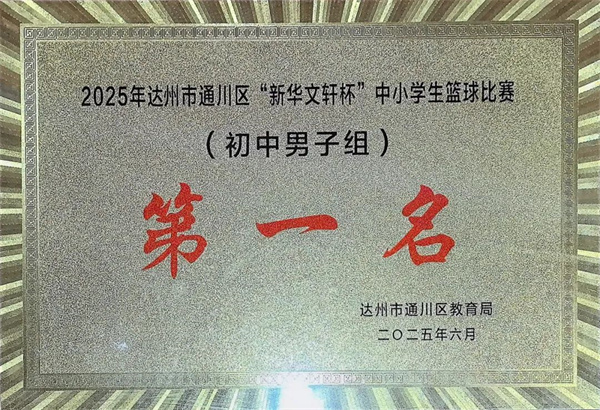 2025年达州市通川区“新华文轩杯”中小学生篮球比赛
（初中男子组）
第一名
达州市通川区教育局
二〇二五年六月